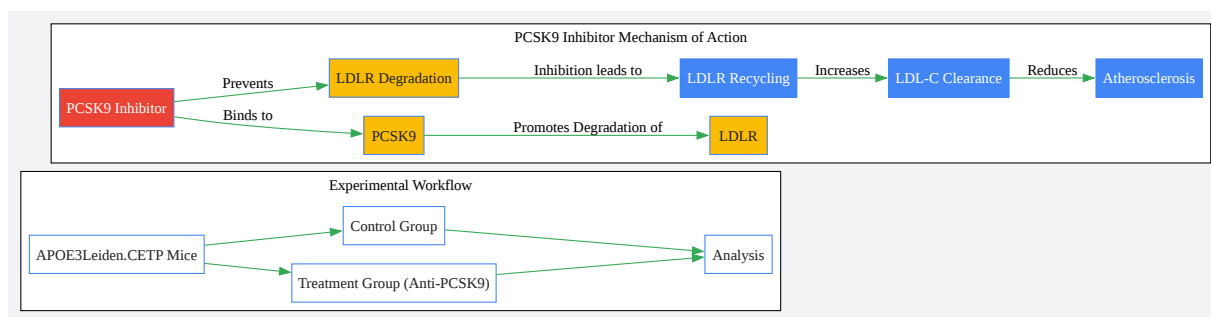 PCSK9 Inhibitor Mechanism of Action
PCSK9 Inhibitor
Prevents
LDLR Degradation
Inhibition leads to
LDLR Recycling
Increases
LDL-C Clearance
Reduces
Atherosclerosis
Binds to
PCSK9
Promotes Degradation of
LDLR
Experimental Workflow
APOE3Leiden.CETP Mice
Control Group
Treatment Group (Anti-PCSK9)
Analysis